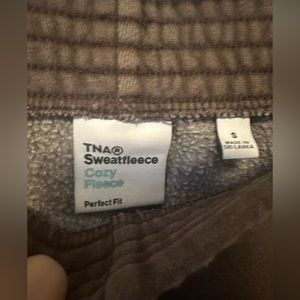 TNA®
Sweatfleece
Cozy
Fleece
Perfect Fit
S
MADE IN
SRI LANKA